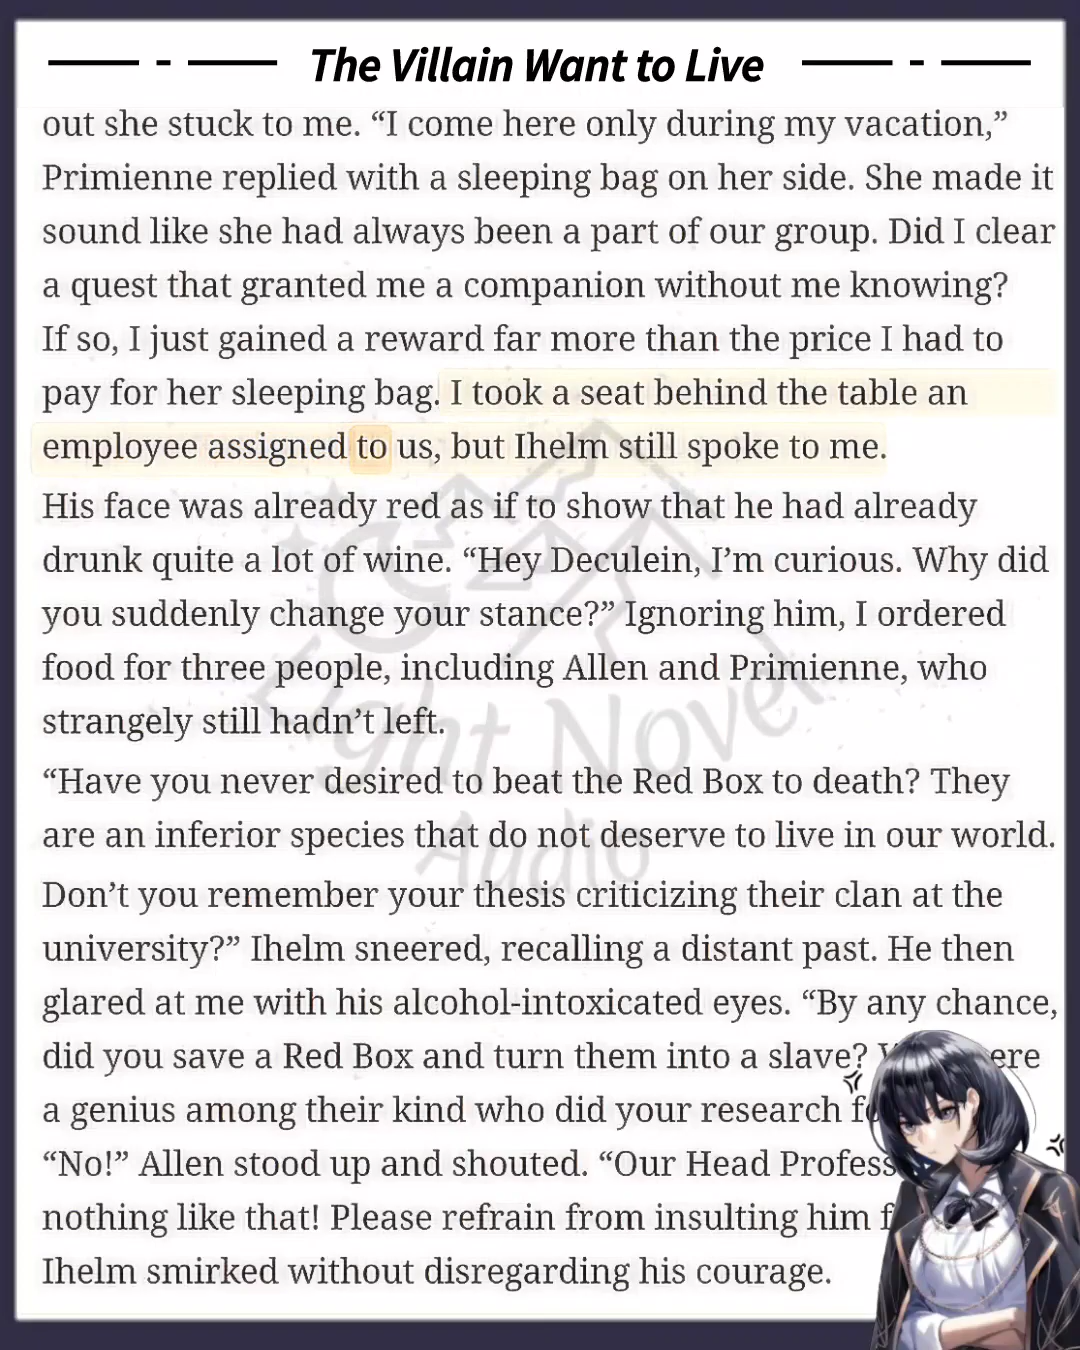 The Villain Want to Live
out she stuck to me. “I come here only during my vacation,”
Primienne replied with a sleeping bag on her side. She made it
sound like she had always been a part of our group. Did I clear
a quest that granted me a companion without me knowing?
If so, I just gained a reward far more than the price I had to
pay for her sleeping bag. I took a seat behind the table an
employee assigned to us, but Ihelm still spoke to me.
His face was already red as if to show that he had already
drunk quite a lot of wine. “Hey Deculein, I’m curious. Why did
you suddenly change your stance?” Ignoring him, I ordered
food for three people, including Allen and Primienne, who
strangely still hadn’t left.
“Have you never desired to beat the Red Box to death? They
are an inferior species that do not deserve to live in our world.
Don’t you remember your thesis criticizing their clan at the
university?” Ihelm sneered, recalling a distant past. He then
glared at me with his alcohol-intoxicated eyes. “By any chance,
did you save a Red Box and turn them into a slave?
a genius among their kind who did your research
“No!” Allen stood up and shouted. “Our Head
nothing like that! Please refrain from insulting him
Ihelm smirked without disregarding his courage.
Light Novel
Audio